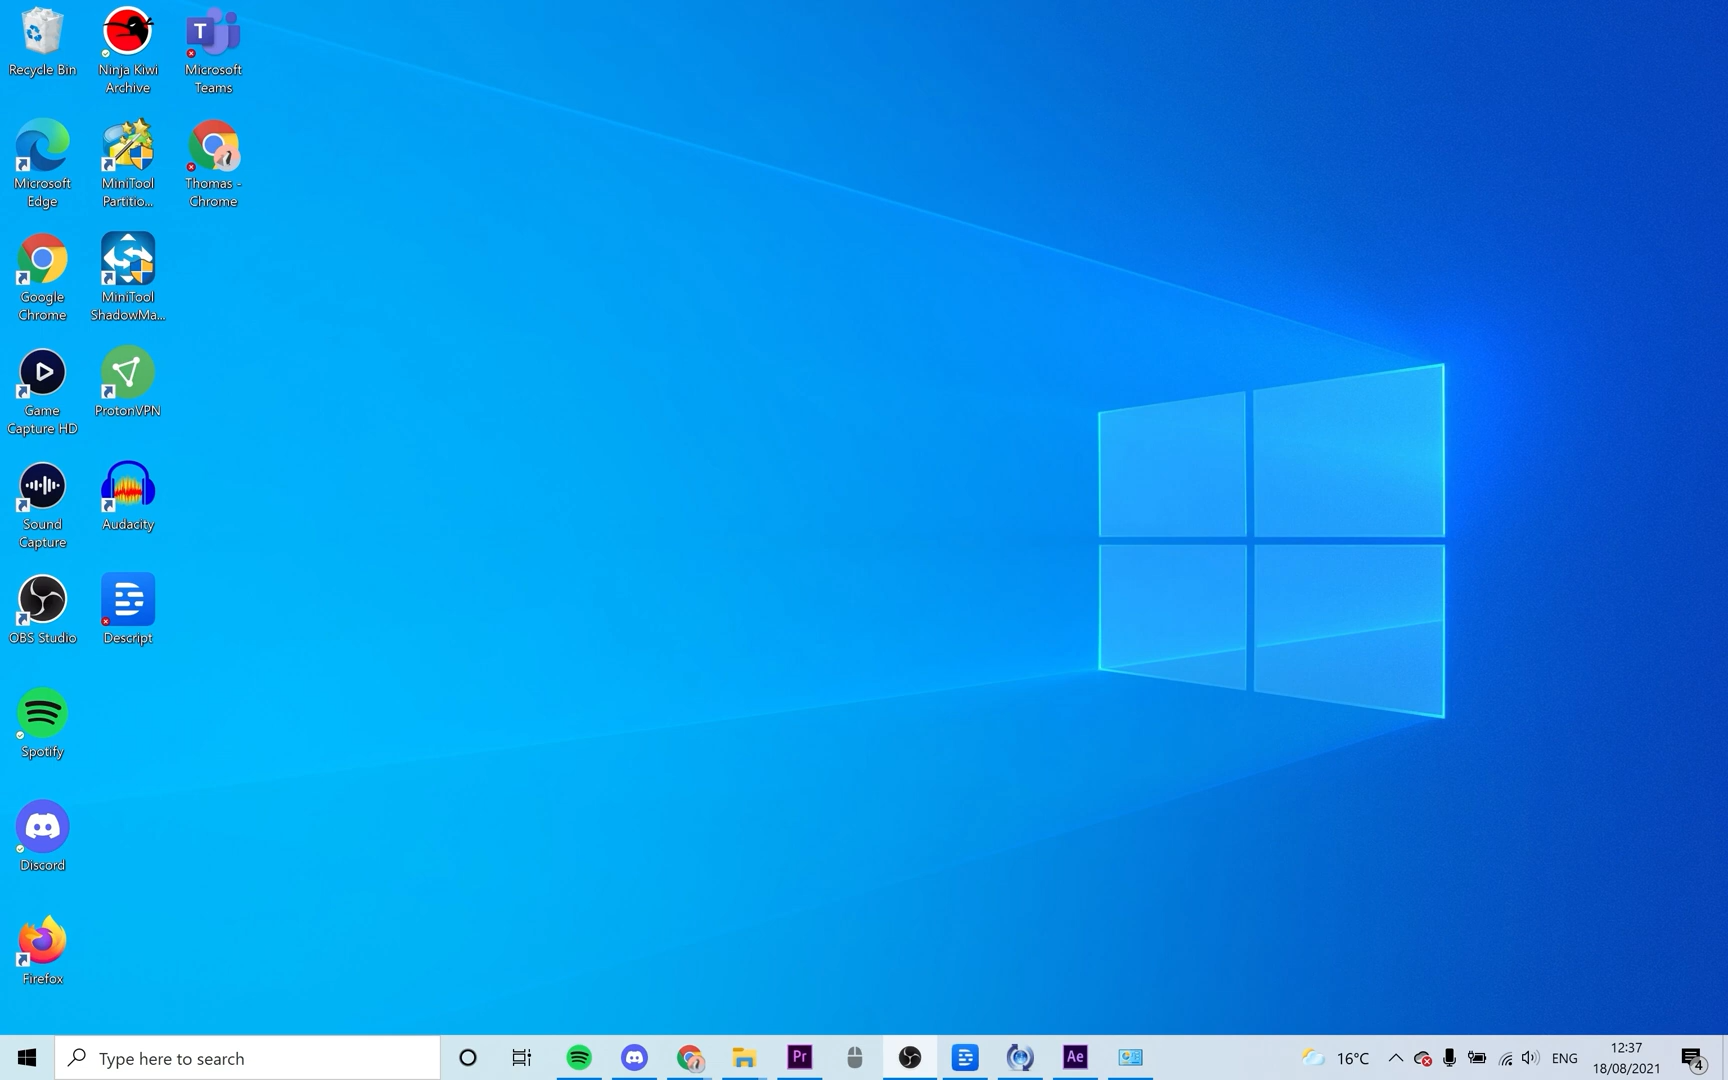 Recycle Bin
Ninja Kiwi
Archive
T
Microsoft
Teams
Microsoft
Edge
MiniTool
Partitio...
Thomas -
Chrome
Google
Chrome
MiniTool
ShadowMa...
Game
Capture HD
ProtonVPN
Sound
Capture
Audacity
OBS Studio
Descript
Spotify
Discord
Firefox
Type here to search
Pr
Ae
16°C
ENG
12:37
18/08/2021
4